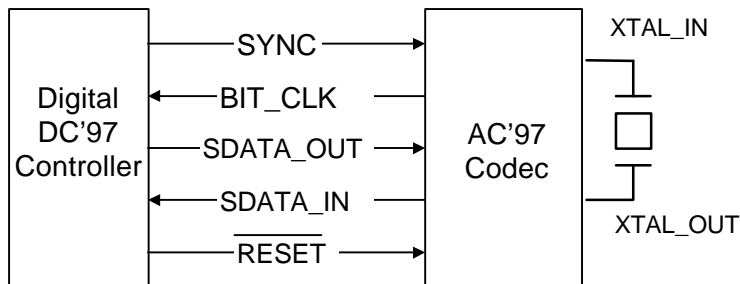 SYNC
XTAL_IN
BIT_CLK
Digital
DC'97
Controller
AC'97
Codec
SDATA_OUT
SDATA_IN
XTAL_OUT
RESET